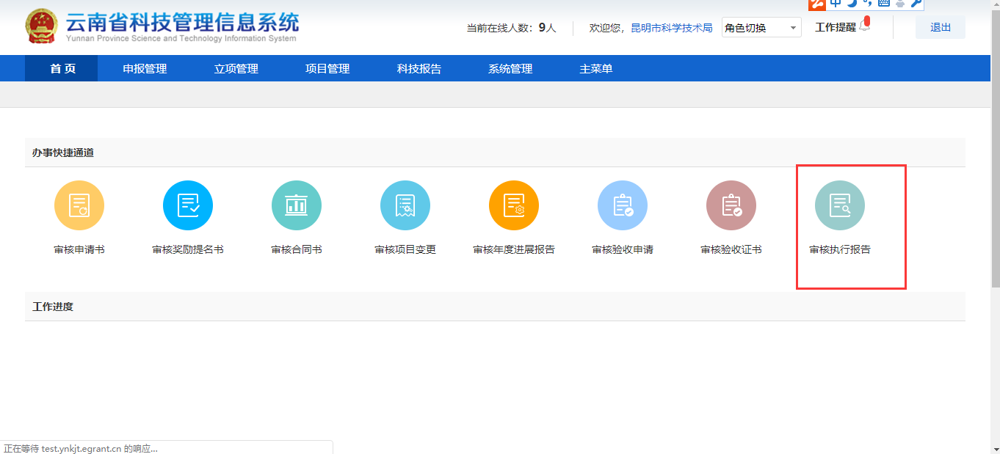 中
云南省科技管理信息系统
Yunnan Province Science and Technology Information System
当前在线人数：9人
欢迎您，昆明市科学技术局
角色切换
工作提醒
退出
首 页
申报管理
立项管理
项目管理
科技报告
系统管理
主菜单
办事快捷通道
审核申请书
审核奖励提名书
审核合同书
审核项目变更
审核年度进展报告
审核验收申请
审核验收证书
审核执行报告
工作进度
正在等待 test.ynkjt.egrant.cn 的响应...